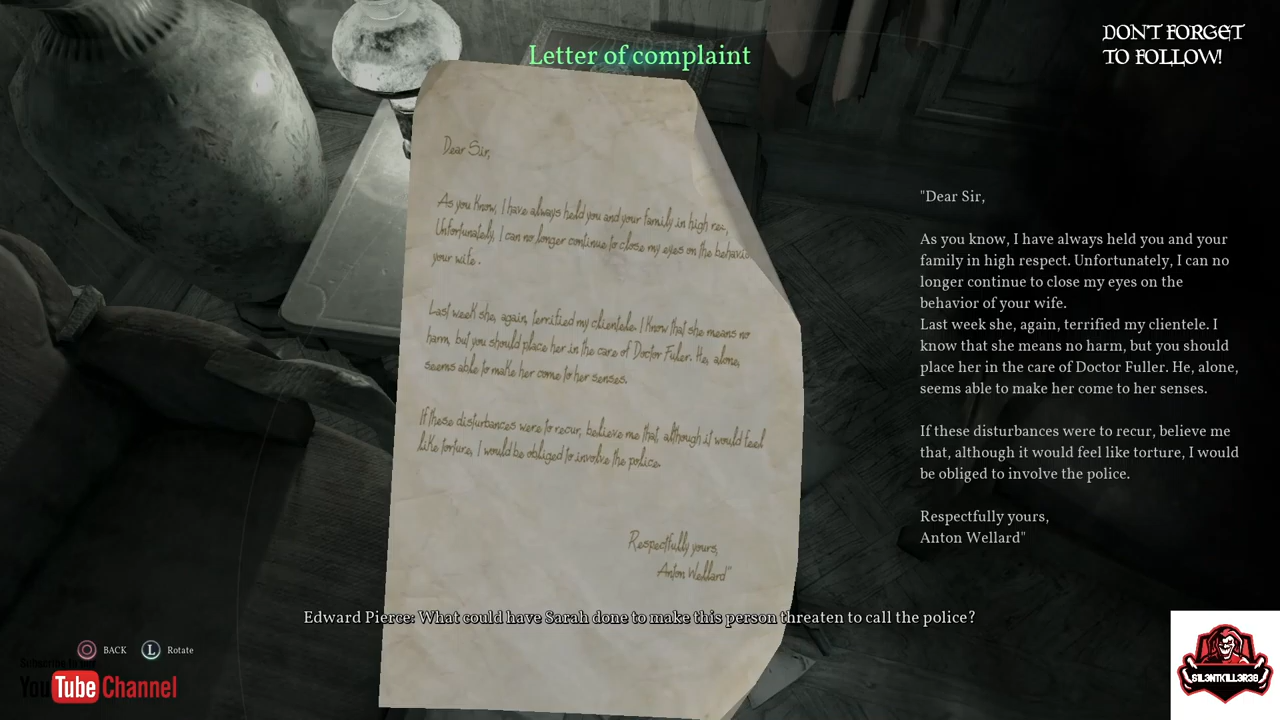 Letter of complaint
DON'T FORGET
TO FOLLOW!
Dear Sir,
As you know, I have always held you and your family in high res,
Unfortunately, I can no longer continue to close my eyes on the behavio
your wife.
Last week she, again, terrified my clientele. I know that she means no
harm, but you should place her in the care of Doctor Fuller. He, alone,
seems able to make her come to her senses.
If these disturbances were to recur, believe me that, although it would feel
like torture, I would be obliged to involve the police.
Respectfully yours,
Anton Wellard"
"Dear Sir,
As you know, I have always held you and your
family in high respect. Unfortunately, I can no
longer continue to close my eyes on the
behavior of your wife.
Last week she, again, terrified my clientele. I
know that she means no harm, but you should
place her in the care of Doctor Fuller. He, alone,
seems able to make her come to her senses.
If these disturbances were to recur, believe me
that, although it would feel like torture, I would
be obliged to involve the police.
Respectfully yours,
Anton Wellard"
Edward Pierce: What could have Sarah done to make this person threaten to call the police?
BACK
L Rotate
YouTube Channel
S1L3NTK1LL3R38